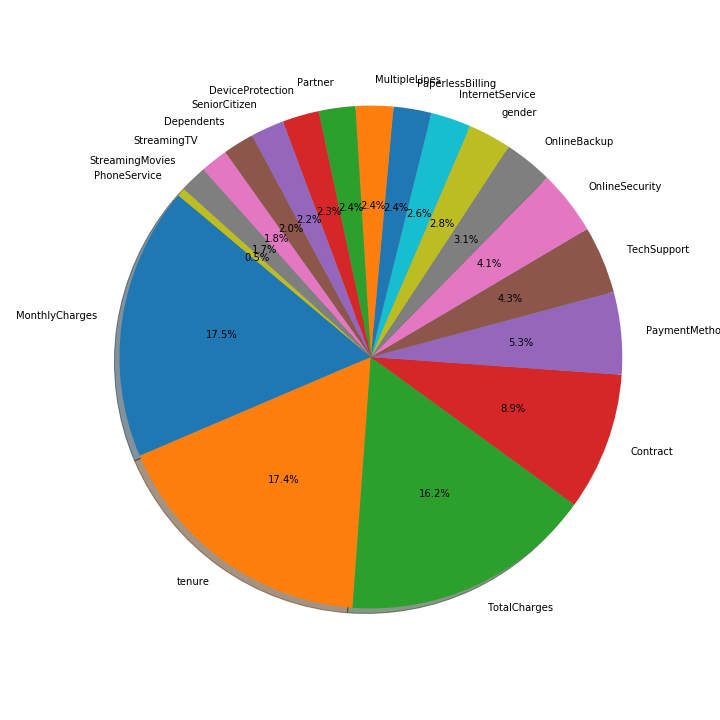 MultipleLines
PaperlessBilling
Partner
DeviceProtection
InternetService
SeniorCitizen
gender
Dependents
StreamingTV
OnlineBackup
StreamingMovies
PhoneService
OnlineSecurity
TechSupport
PaymentMetho
MonthlyCharges
Contract
tenure
TotalCharges
2.4%
2.4%
2.4%
2.3%
2.6%
2.2%
2.8%
2.0%
1.8%
3.1%
1.7%
0.5%
4.1%
4.3%
17.5%
5.3%
8.9%
17.4%
16.2%